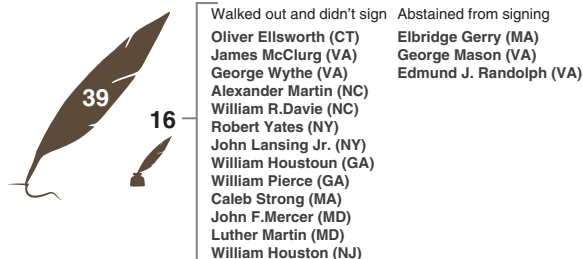 39
16
Walked out and didn't sign
Oliver Ellsworth (CT)
James McClurg (VA)
George Wythe (VA)
Alexander Martin (NC)
William R.Davie (NC)
Robert Yates (NY)
John Lansing Jr. (NY)
William Houstoun (GA)
William Pierce (GA)
Caleb Strong (MA)
John F.Mercer (MD)
Luther Martin (MD)
William Houston (NJ)
Abstained from signing
Elbridge Gerry (MA)
George Mason (VA)
Edmund J. Randolph (VA)